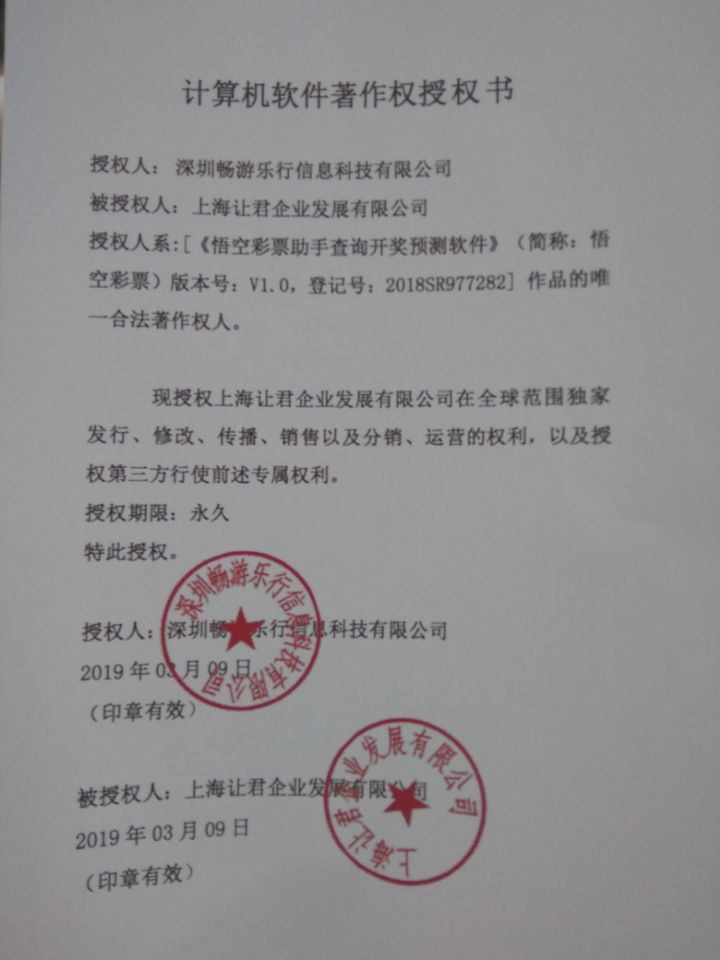 计算机软件著作权授权书
授权人：深圳畅游乐行信息科技有限公司
被授权人：上海让君企业发展有限公司
授权人系:[《悟空彩票助手查询开奖预测软件》（简称：悟
空彩票）版本号：V1.0，登记号：2018SR977282] 作品的唯
一合法著作权人。
现授权上海让君企业发展有限公司在全球范围独家
发行、修改、传播、销售以及分销、运营的权利，以及授
权第三方行使前述专属权利。
授权期限：永久
特此授权。
授权人：深圳畅游乐行信息科技有限公司
2019 年 03 月 09 日
（印章有效）
深圳畅游乐行信息科技有限公司
被授权人：上海让君企业发展有限公司
2019 年 03 月 09 日
（印章有效）
上海让君企业发展有限公司